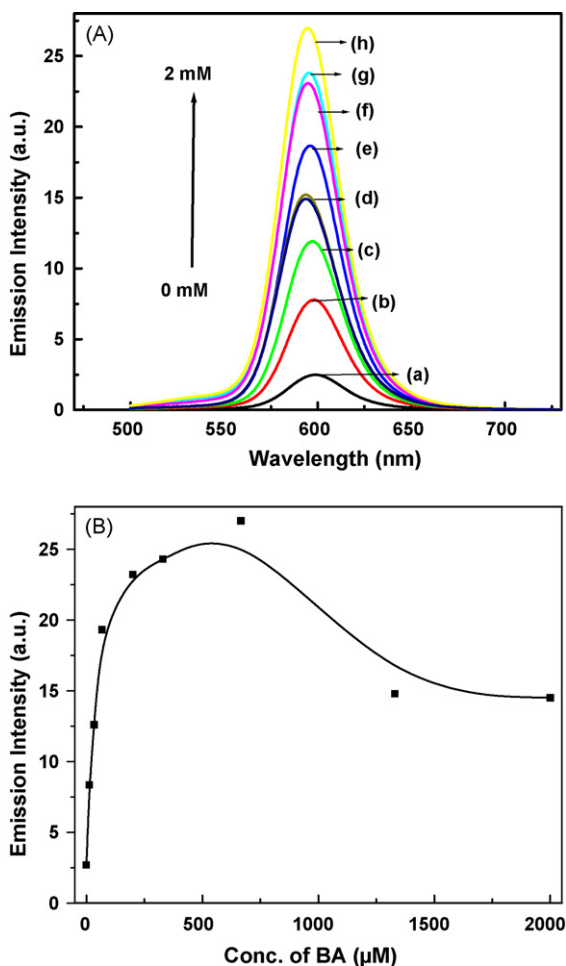 (A)
Emission Intensity (a.u.)
25
20
15
10
5
0
2 mM
0 mM
(h)
(g)
(f)
(e)
(d)
(c)
(b)
(a)
500 550 600 650 700
Wavelength (nm)
(B)
Emission Intensity (a.u.)
25
20
15
10
5
0
0 500 1000 1500 2000
Conc. of BA (µM)